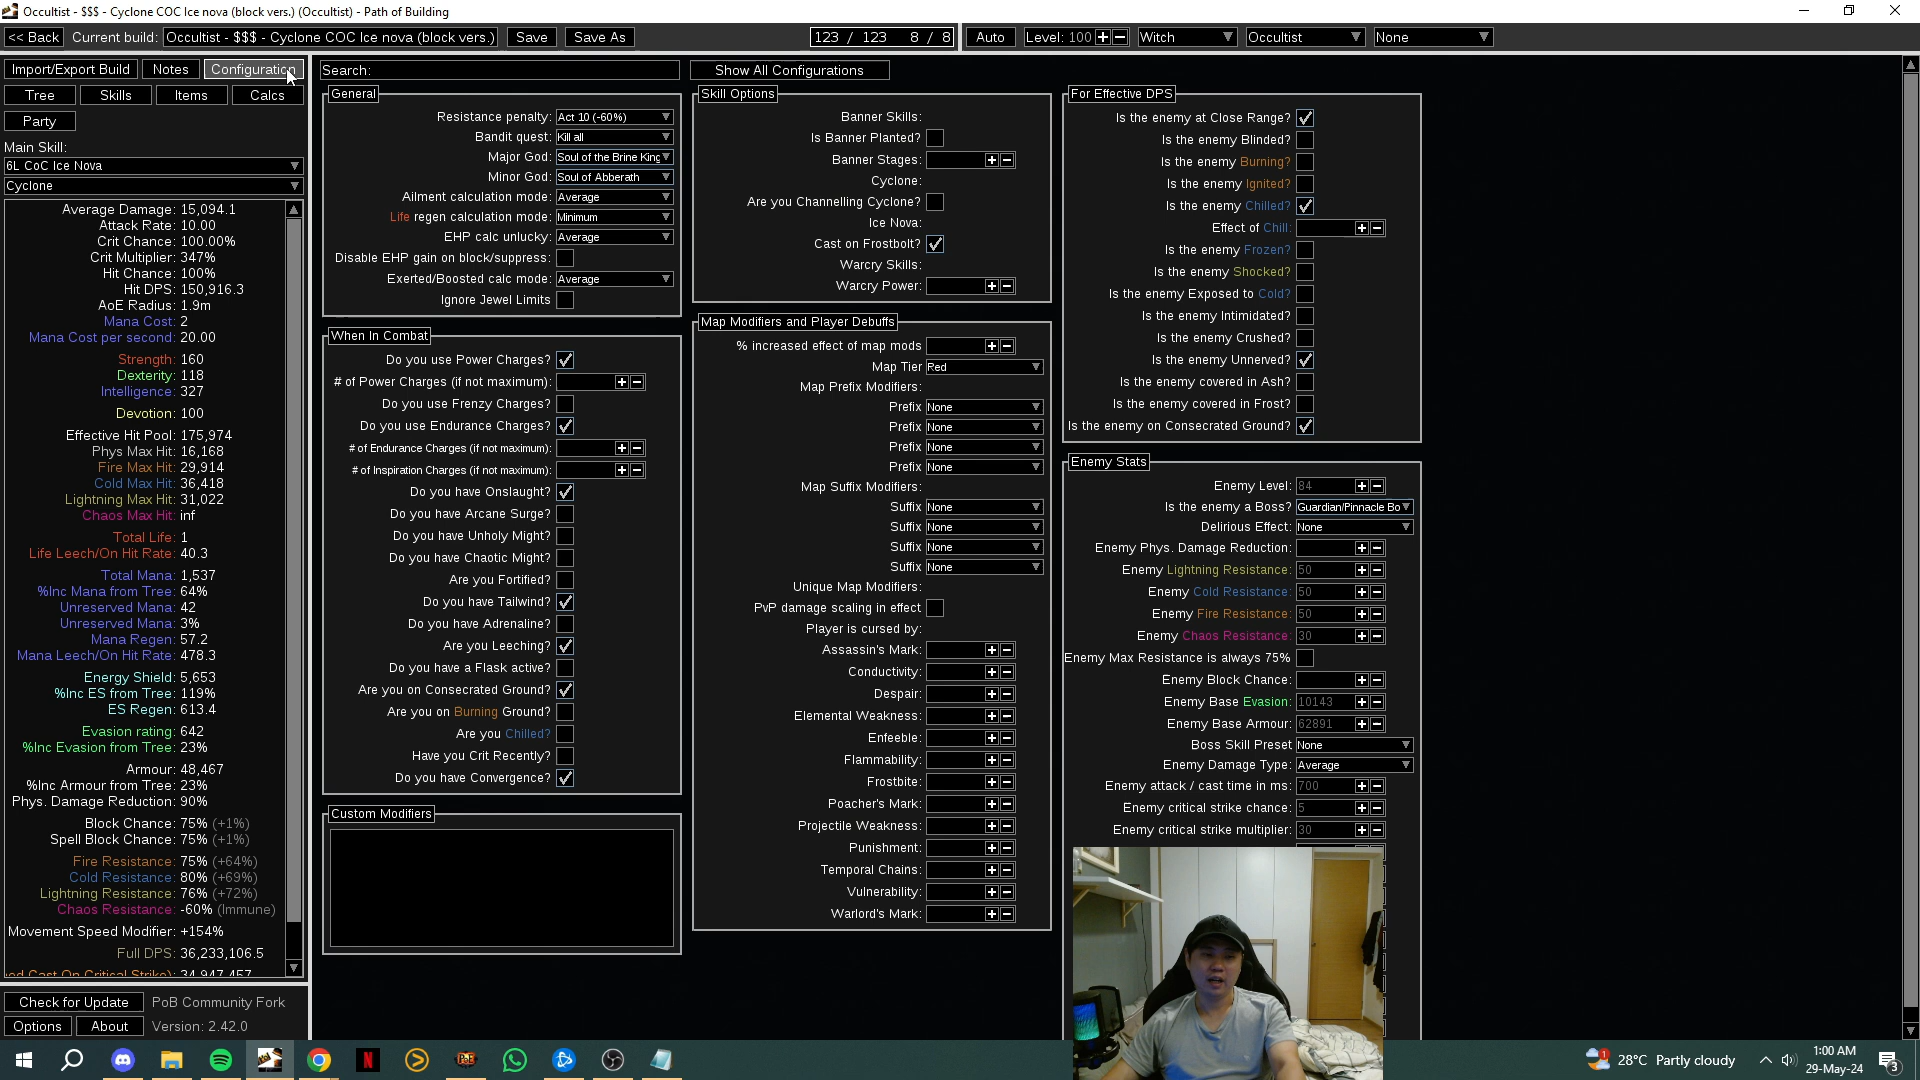 Occultist - $$$ - Cyclone COC Ice nova (block vers.) (Occultist) - Path of Building
<< Back
Current build: Occultist - $$$ - Cyclone COC Ice nova (block vers.)
Save
Save As
123 / 123 8 / 8
Auto
Level: 100
Witch
Occultist
None
Import/Export Build
Notes
Configuration
Tree
Skills
Items
Calcs
Party
Main Skill:
6L CoC Ice Nova
Cyclone
Average Damage: 15,094.1
Attack Rate: 10.00
Crit Chance: 100.00%
Crit Multiplier: 347%
Hit Chance: 100%
Hit DPS: 150,916.3
AoE Radius: 1.9m
Mana Cost: 2
Mana Cost per second: 20.00
Strength: 160
Dexterity: 118
Intelligence: 327
Devotion: 100
Effective Hit Pool: 175,974
Phys Max Hit: 16,168
Fire Max Hit: 29,914
Cold Max Hit: 36,418
Lightning Max Hit: 31,022
Chaos Max Hit: inf
Total Life: 1
Life Leech/On Hit Rate: 40.3
Total Mana: 1,537
%Inc Mana from Tree: 64%
Unreserved Mana: 42
Unreserved Mana: 3%
Mana Regen: 57.2
Mana Leech/On Hit Rate: 478.3
Energy Shield: 5,653
%Inc ES from Tree: 119%
ES Regen: 613.4
Evasion rating: 642
%Inc Evasion from Tree: 23%
Armour: 48,467
%Inc Armour from Tree: 23%
Phys. Damage Reduction: 90%
Block Chance: 75% (+1%)
Spell Block Chance: 75% (+1%)
Fire Resistance: 75% (+64%)
Cold Resistance: 80% (+69%)
Lightning Resistance: 76% (+72%)
Chaos Resistance: -60% (Immune)
Movement Speed Modifier: +154%
Full DPS: 36,233,106.5
ed Cast On Critical Strike): 34,947,457
Check for Update
PoB Community Fork
Options
About
Version: 2.42.0
Search:
Show All Configurations
General
Resistance penalty: Act 10 (-60%)
Bandit quest: Kill all
Major God: Soul of the Brine King
Minor God: Soul of Abberath
Ailment calculation mode: Average
Life regen calculation mode: Minimum
EHP calc unlucky: Average
Disable EHP gain on block/suppress:
Exerted/Boosted calc mode: Average
Ignore Jewel Limits
When In Combat
Do you use Power Charges?
# of Power Charges (if not maximum):
Do you use Frenzy Charges?
Do you use Endurance Charges?
# of Endurance Charges (if not maximum):
# of Inspiration Charges (if not maximum):
Do you have Onslaught?
Do you have Arcane Surge?
Do you have Unholy Might?
Do you have Chaotic Might?
Are you Fortified?
Do you have Tailwind?
Do you have Adrenaline?
Are you Leeching?
Do you have a Flask active?
Are you on Consecrated Ground?
Are you on Burning Ground?
Are you Chilled?
Have you Crit Recently?
Do you have Convergence?
Custom Modifiers
Skill Options
Banner Skills:
Is Banner Planted?
Banner Stages:
Cyclone:
Are you Channelling Cyclone?
Ice Nova:
Cast on Frostbolt?
Warcry Skills:
Warcry Power:
Map Modifiers and Player Debuffs
% increased effect of map mods
Map Tier Red
Map Prefix Modifiers:
Prefix None
Prefix None
Prefix None
Prefix None
Map Suffix Modifiers:
Suffix None
Suffix None
Suffix None
Suffix None
Unique Map Modifiers:
PvP damage scaling in effect
Player is cursed by:
Assassin's Mark:
Conductivity:
Despair:
Elemental Weakness:
Enfeeble:
Flammability:
Frostbite:
Poacher's Mark:
Projectile Weakness:
Punishment:
Temporal Chains:
Vulnerability:
Warlord's Mark:
For Effective DPS
Is the enemy at Close Range?
Is the enemy Blinded?
Is the enemy Burning?
Is the enemy Ignited?
Is the enemy Chilled?
Effect of Chill:
Is the enemy Frozen?
Is the enemy Shocked?
Is the enemy Exposed to Cold?
Is the enemy Intimidated?
Is the enemy Crushed?
Is the enemy Unnerved?
Is the enemy covered in Ash?
Is the enemy covered in Frost?
Is the enemy on Consecrated Ground?
Enemy Stats
Enemy Level: 84
Is the enemy a Boss? Guardian/Pinnacle Bo
Delirious Effect: None
Enemy Phys. Damage Reduction:
Enemy Lightning Resistance: 50
Enemy Cold Resistance: 50
Enemy Fire Resistance: 50
Enemy Chaos Resistance: 30
Enemy Max Resistance is always 75%
Enemy Block Chance:
Enemy Base Evasion: 10143
Enemy Base Armour: 62891
Boss Skill Preset None
Enemy Damage Type: Average
Enemy attack / cast time in ms: 700
Enemy critical strike chance: 5
Enemy critical strike multiplier: 30
28°C Partly cloudy
1:00 AM
29-May-24
3